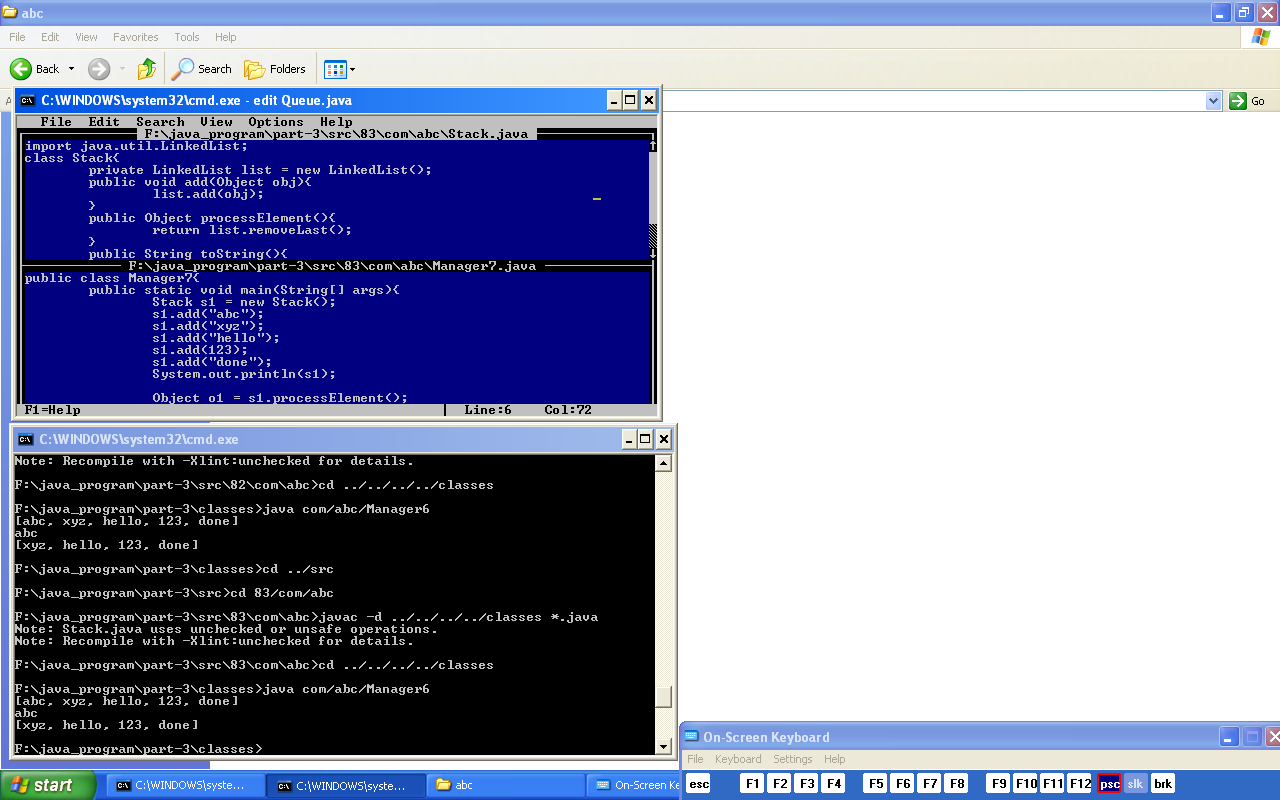 abc
File Edit View Favorites Tools Help
Back Search Folders
Go
C:\WINDOWS\system32\cmd.exe - edit Queue.java
File Edit Search View Options Help
F:\java_program\part-3\src\83\com\abc\Stack.java
import java.util.LinkedList;
class Stack{
private LinkedList list = new LinkedList();
public void add(Object obj){
list.add(obj);
}
public Object processElement(){
return list.removeLast();
}
public String toString(){
F:\java_program\part-3\src\83\com\abc\Manager7.java
public class Manager7{
public static void main(String[] args){
Stack s1 = new Stack();
s1.add("abc");
s1.add("xyz");
s1.add("hello");
s1.add(123);
s1.add("done");
System.out.println(s1);
Object o1 = s1.processElement();
F1=Help Line:6 Col:72
C:\WINDOWS\system32\cmd.exe
Note: Recompile with -Xlint:unchecked for details.
F:\java_program\part-3\src\82\com\abc>cd ../../../../classes
F:\java_program\part-3\classes>java com/abc/Manager6
[abc, xyz, hello, 123, done]
abc
[xyz, hello, 123, done]
F:\java_program\part-3\classes>cd ../src
F:\java_program\part-3\src>cd 83/com/abc
F:\java_program\part-3\src\83\com\abc>javac -d ../../../../classes *.java
Note: Stack.java uses unchecked or unsafe operations.
Note: Recompile with -Xlint:unchecked for details.
F:\java_program\part-3\src\83\com\abc>cd ../../../../classes
F:\java_program\part-3\classes>java com/abc/Manager6
[abc, xyz, hello, 123, done]
abc
[xyz, hello, 123, done]
F:\java_program\part-3\classes>
On-Screen Keyboard
File Keyboard Settings Help
esc F1 F2 F3 F4 F5 F6 F7 F8 F9 F10 F11 F12 psc slk brk
start C:\WINDOWS\syste... C:\WINDOWS\syste... abc On-Screen Ke